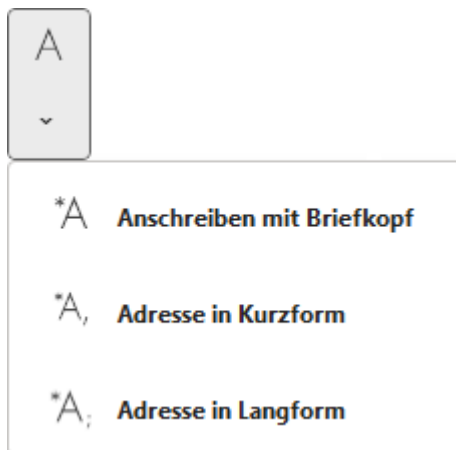 A
*A Anschreiben mit Briefkopf
*A, Adresse in Kurzform
*A; Adresse in Langform